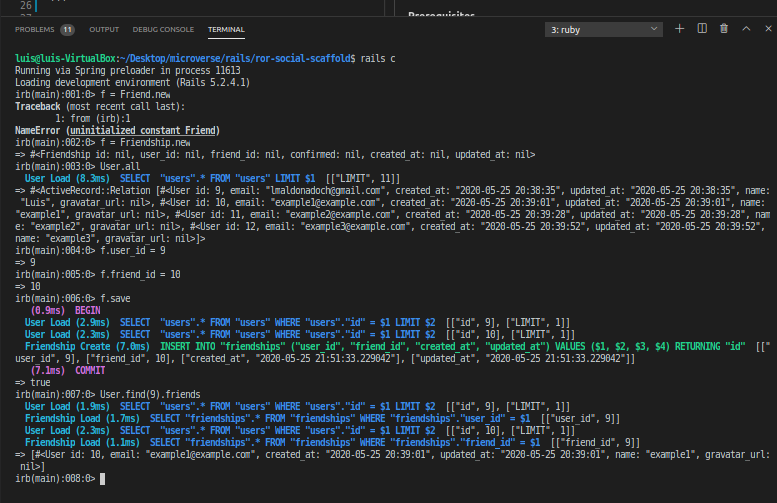 26
Prerequisites
PROBLEMS 11 OUTPUT DEBUG CONSOLE TERMINAL 3: ruby
luis@luis-VirtualBox:~/Desktop/microverse/rails/ror-social-scaffold$ rails c
Running via Spring preloader in process 11613
Loading development environment (Rails 5.2.4.1)
irb(main):001:0> f = Friend.new
Traceback (most recent call last):
1: from (irb):1
NameError (uninitialized constant Friend)
irb(main):002:0> f = Friendship.new
=> #<Friendship id: nil, user_id: nil, friend_id: nil, confirmed: nil, created_at: nil, updated_at: nil>
irb(main):003:0> User.all
User Load (8.3ms) SELECT "users".* FROM "users" LIMIT $1 [["LIMIT", 11]]
=> #<ActiveRecord::Relation [#<User id: 9, email: "lmaldonadoch@gmail.com", created_at: "2020-05-25 20:38:35", updated_at: "2020-05-25 20:38:35", name:
"Luis", gravatar_url: nil>, #<User id: 10, email: "example1@example.com", created_at: "2020-05-25 20:39:01", updated_at: "2020-05-25 20:39:01", name:
"example1", gravatar_url: nil>, #<User id: 11, email: "example2@example.com", created_at: "2020-05-25 20:39:28", updated_at: "2020-05-25 20:39:28", nam
e: "example2", gravatar_url: nil>, #<User id: 12, email: "example3@example.com", created_at: "2020-05-25 20:39:52", updated_at: "2020-05-25 20:39:52",
name: "example3", gravatar_url: nil>]>
irb(main):004:0> f.user_id = 9
=> 9
irb(main):005:0> f.friend_id = 10
=> 10
irb(main):006:0> f.save
(0.9ms) BEGIN
User Load (2.9ms) SELECT "users".* FROM "users" WHERE "users"."id" = $1 LIMIT $2 [["id", 9], ["LIMIT", 1]]
User Load (2.3ms) SELECT "users".* FROM "users" WHERE "users"."id" = $1 LIMIT $2 [["id", 10], ["LIMIT", 1]]
Friendship Create (7.0ms) INSERT INTO "friendships" ("user_id", "friend_id", "created_at", "updated_at") VALUES ($1, $2, $3, $4) RETURNING "id" [["
user_id", 9], ["friend_id", 10], ["created_at", "2020-05-25 21:51:33.229042"], ["updated_at", "2020-05-25 21:51:33.229042"]]
(7.1ms) COMMIT
=> true
irb(main):007:0> User.find(9).friends
User Load (1.9ms) SELECT "users".* FROM "users" WHERE "users"."id" = $1 LIMIT $2 [["id", 9], ["LIMIT", 1]]
Friendship Load (1.7ms) SELECT "friendships".* FROM "friendships" WHERE "friendships"."user_id" = $1 [["user_id", 9]]
User Load (2.3ms) SELECT "users".* FROM "users" WHERE "users"."id" = $1 LIMIT $2 [["id", 10], ["LIMIT", 1]]
Friendship Load (1.1ms) SELECT "friendships".* FROM "friendships" WHERE "friendships"."friend_id" = $1 [["friend_id", 9]]
=> [#<User id: 10, email: "example1@example.com", created_at: "2020-05-25 20:39:01", updated_at: "2020-05-25 20:39:01", name: "example1", gravatar_url:
nil>]
irb(main):008:0>